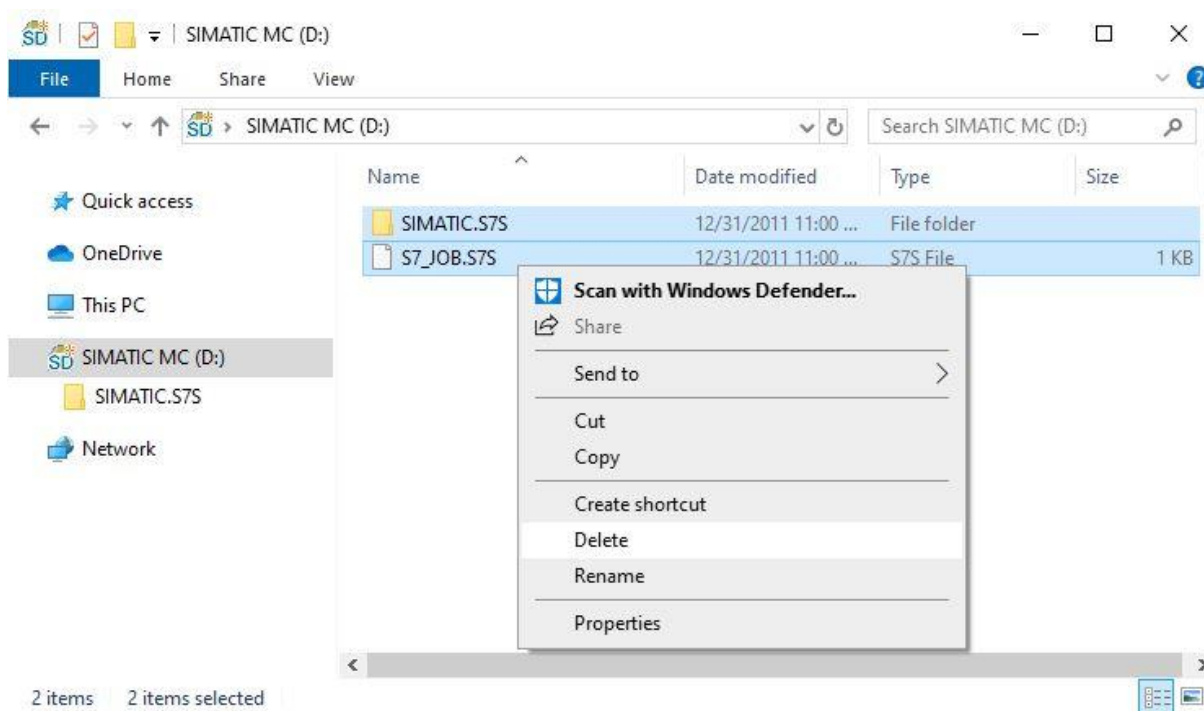 SD SIMATIC MC (D:)
File Home Share View ?
SD › SIMATIC MC (D:) Search SIMATIC MC (D:)
Name Date modified Type Size
Quick access
OneDrive
This PC
SD SIMATIC MC (D:)
SIMATIC.S7S
Network
SIMATIC.S7S 12/31/2011 11:00 ... File folder
S7_JOB.S7S 12/31/2011 11:00 ... S7S File 1 KB
Scan with Windows Defender...
Share
Send to
Cut
Copy
Create shortcut
Delete
Rename
Properties
2 items 2 items selected